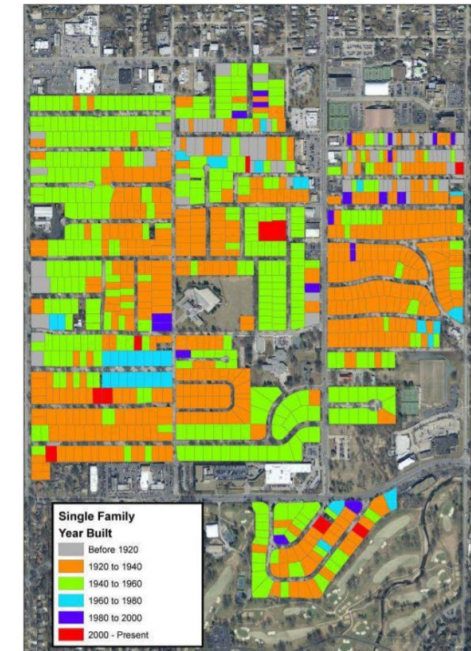 Single Family
Year Built
Before 1920
1920 to 1940
1940 to 1960
1960 to 1980
1980 to 2000
2000 - Present